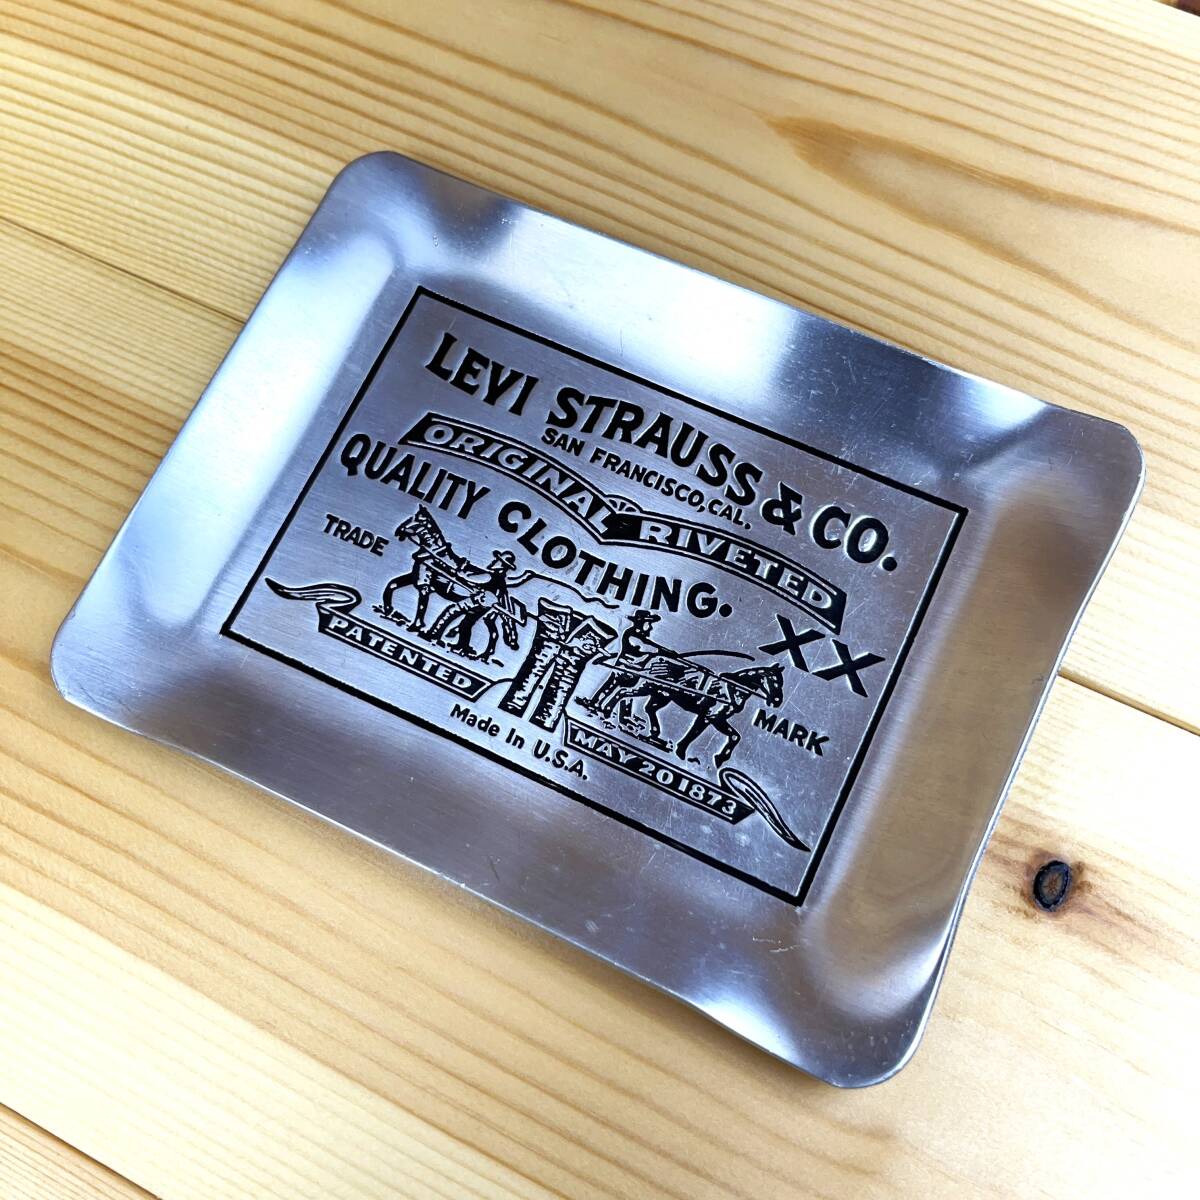 LEVI STRAUSS & CO.
SAN FRANCISCO, CAL.
ORIGINAL RIVETED
QUALITY CLOTHING.
XX
TRADE MARK
PATENTED MAY 20 1873
Made In U.S.A.